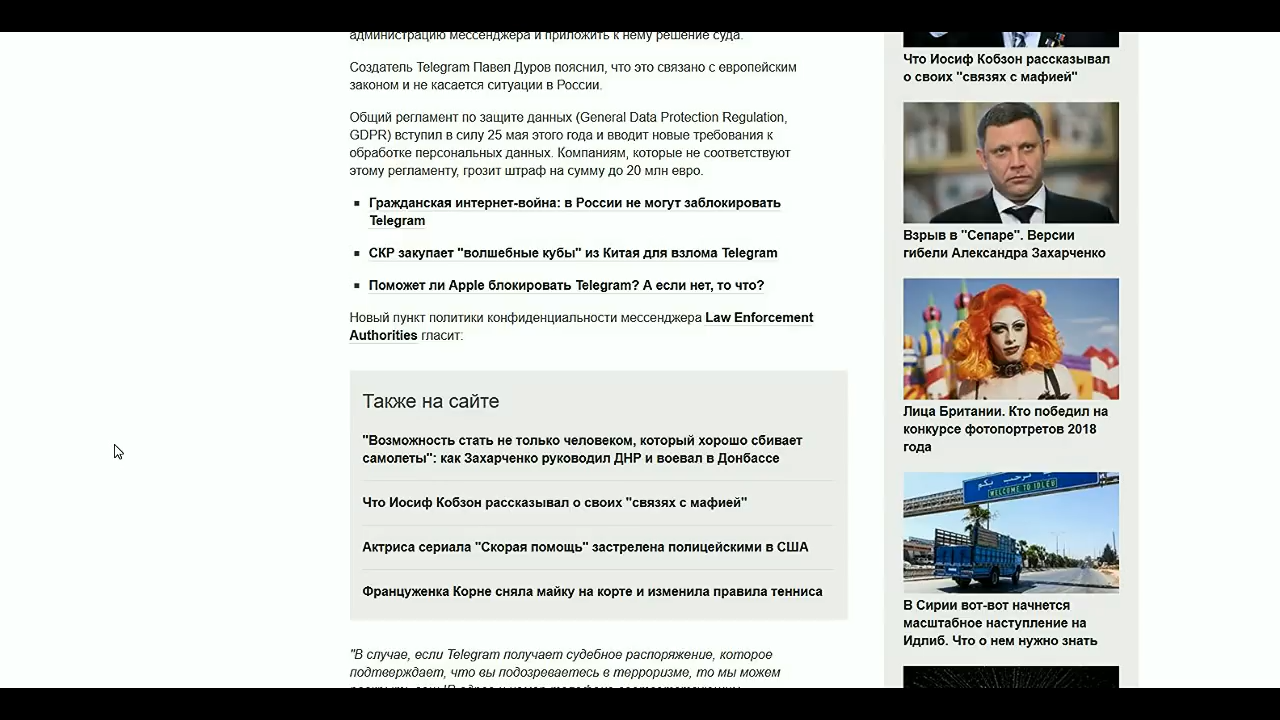 администрацию мессенджера и приложить к нему решение суда.
Создатель Telegram Павел Дуров пояснил, что это связано с европейским
законом и не касается ситуации в России.
Общий регламент по защите данных (General Data Protection Regulation,
GDPR) вступил в силу 25 мая этого года и вводит новые требования к
обработке персональных данных. Компаниям, которые не соответствуют
этому регламенту, грозит штраф на сумму до 20 млн евро.
Гражданская интернет-война: в России не могут заблокировать
Telegram
СКР закупает "волшебные кубы" из Китая для взлома Telegram
Поможет ли Apple блокировать Telegram? А если нет, то что?
Новый пункт политики конфиденциальности мессенджера Law Enforcement
Authorities гласит:
Также на сайте
"Возможность стать не только человеком, который хорошо сбивает
самолеты": как Захарченко руководил ДНР и воевал в Донбассе
Что Иосиф Кобзон рассказывал о своих "связях с мафией"
Актриса сериала "Скорая помощь" застрелена полицейскими в США
Француженка Корне сняла майку на корте и изменила правила тенниса
"В случае, если Telegram получает судебное распоряжение, которое
подтверждает, что вы подозреваетесь в терроризме, то мы можем
Что Иосиф Кобзон рассказывал
о своих "связях с мафией"
Взрыв в "Сепаре". Версии
гибели Александра Захарченко
Лица Британии. Кто победил на
конкурсе фотопортретов 2018
года
WELCOME TO IDLEB
В Сирии вот-вот начнется
масштабное наступление на
Идлиб. Что о нем нужно знать